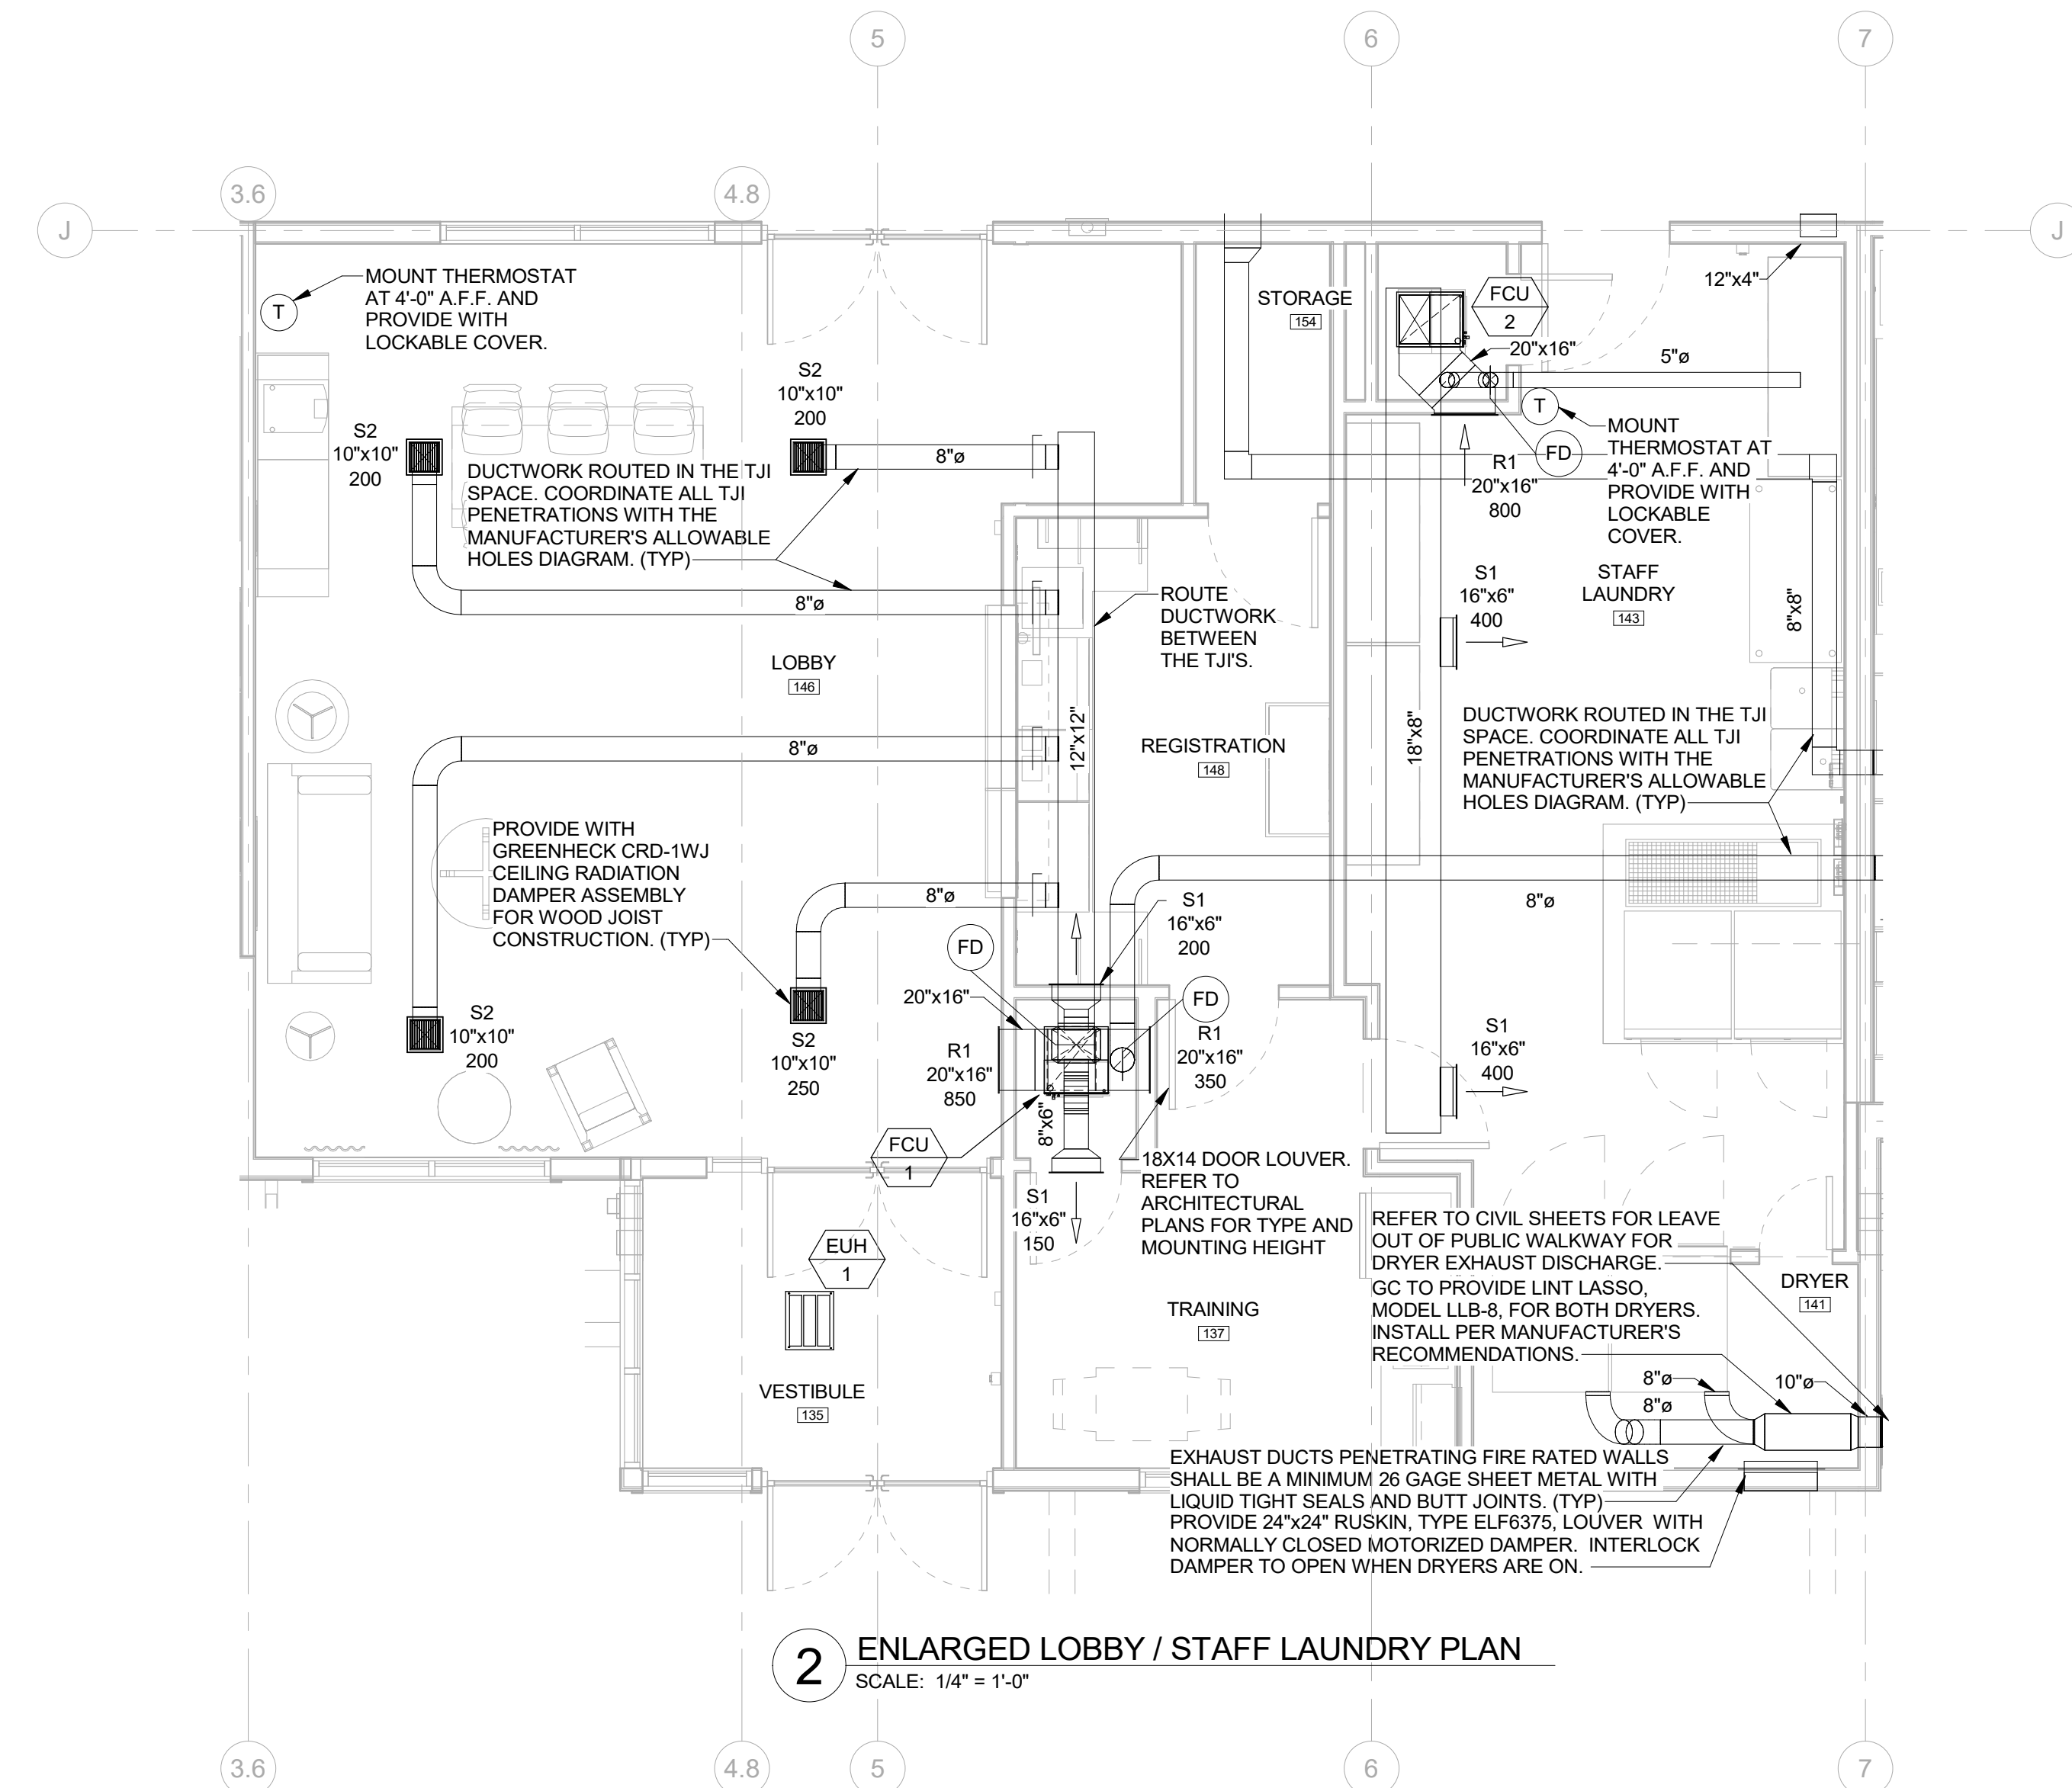 5
6
7
3.6
4.8
J
J
MOUNT THERMOSTAT
AT 4'-0" A.F.F. AND
PROVIDE WITH
LOCKABLE COVER.
T
STORAGE
154
FCU
2
12"x4"
20"x16"
5"ø
T
MOUNT
THERMOSTAT AT
4'-0" A.F.F. AND
PROVIDE WITH
LOCKABLE
COVER.
FD
R1
20"x16"
800
S2
10"x10"
200
S2
10"x10"
200
8"ø
DUCTWORK ROUTED IN THE TJI
SPACE. COORDINATE ALL TJI
PENETRATIONS WITH THE
MANUFACTURER'S ALLOWABLE
HOLES DIAGRAM. (TYP)
8"ø
ROUTE
DUCTWORK
BETWEEN
THE TJI'S.
S1
16"x6"
400
STAFF
LAUNDRY
143
8"x8"
LOBBY
146
12"x12"
REGISTRATION
148
18"x8"
DUCTWORK ROUTED IN THE TJI
SPACE. COORDINATE ALL TJI
PENETRATIONS WITH THE
MANUFACTURER'S ALLOWABLE
HOLES DIAGRAM. (TYP)
8"ø
PROVIDE WITH
GREENHECK CRD-1WJ
CEILING RADIATION
DAMPER ASSEMBLY
FOR WOOD JOIST
CONSTRUCTION. (TYP)
8"ø
8"ø
S1
16"x6"
200
FD
20"x16"
FD
R1
20"x16"
350
S2
10"x10"
200
S2
10"x10"
250
R1
20"x16"
850
S1
16"x6"
400
8"x6"
FCU
1
18X14 DOOR LOUVER.
REFER TO
ARCHITECTURAL
PLANS FOR TYPE AND
MOUNTING HEIGHT
S1
16"x6"
150
EUH
1
REFER TO CIVIL SHEETS FOR LEAVE
OUT OF PUBLIC WALKWAY FOR
DRYER EXHAUST DISCHARGE.
GC TO PROVIDE LINT LASSO,
MODEL LLB-8, FOR BOTH DRYERS.
INSTALL PER MANUFACTURER'S
RECOMMENDATIONS.
DRYER
141
TRAINING
137
VESTIBULE
135
8"ø
10"ø
8"ø
EXHAUST DUCTS PENETRATING FIRE RATED WALLS
SHALL BE A MINIMUM 26 GAGE SHEET METAL WITH
LIQUID TIGHT SEALS AND BUTT JOINTS. (TYP)
PROVIDE 24"x24" RUSKIN, TYPE ELF6375, LOUVER WITH
NORMALLY CLOSED MOTORIZED DAMPER. INTERLOCK
DAMPER TO OPEN WHEN DRYERS ARE ON.
2
ENLARGED LOBBY / STAFF LAUNDRY PLAN
SCALE: 1/4" = 1'-0"
3.6
4.8
5
6
7